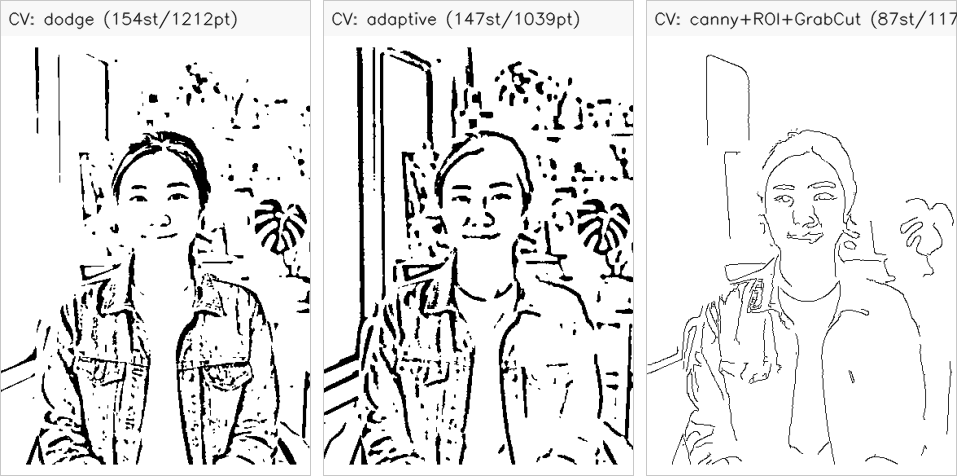 CV: dodge (154st/1212pt)
CV: adaptive (147st/1039pt)
CV: canny+ROI+GrabCut (87st/117